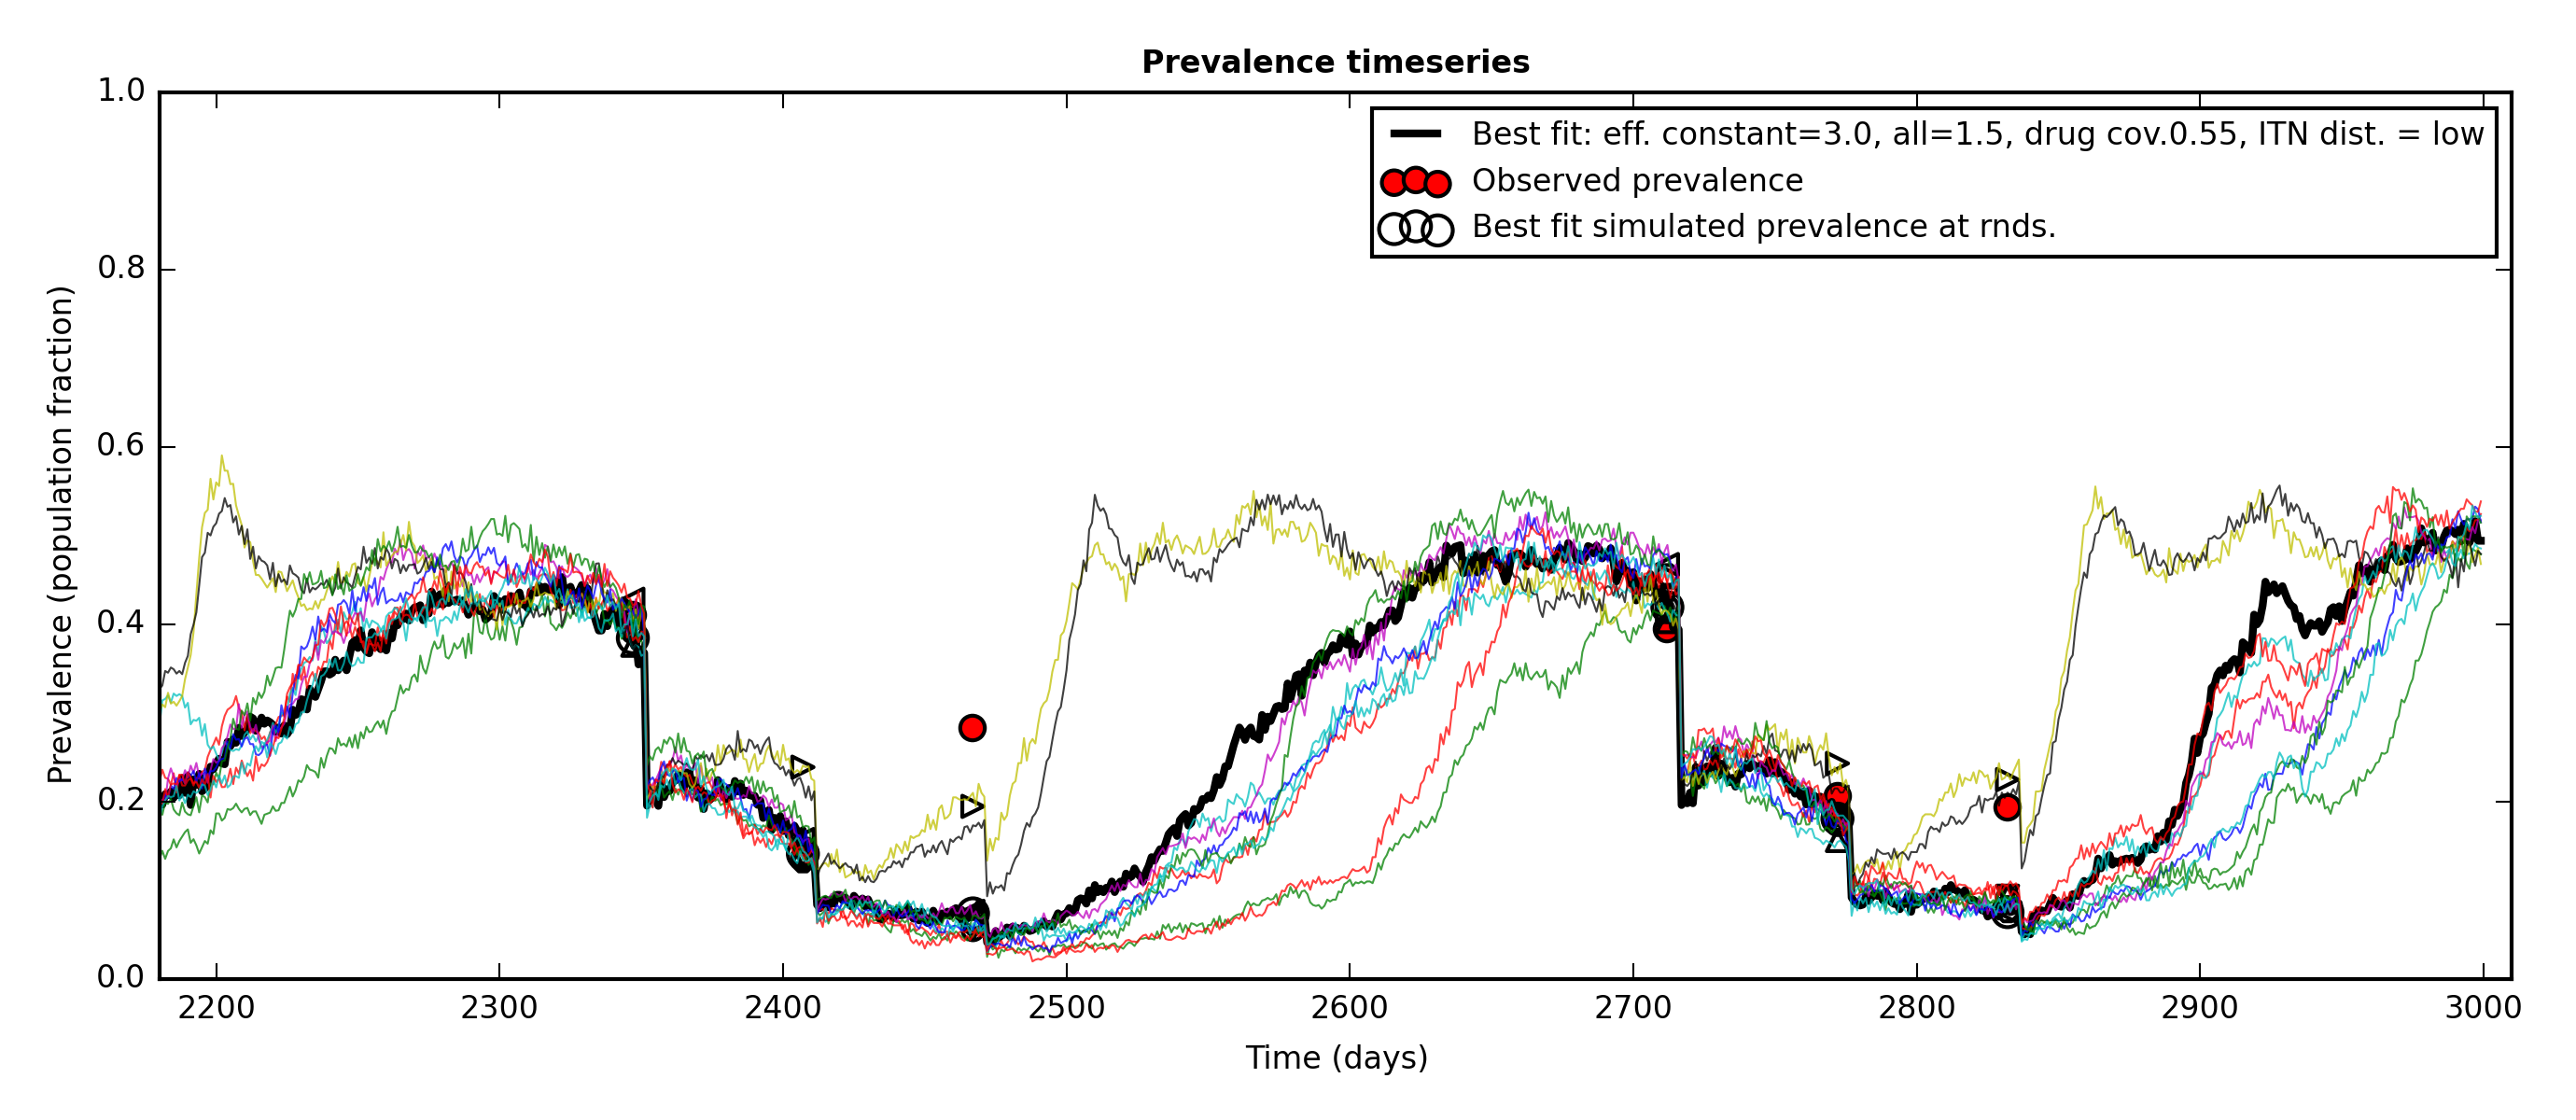 Prevalence timeseries
1.0
0.8
0.6
0.4
0.2
0.0
Prevalence (population fraction)
Best fit: eff. constant=3.0, all=1.5, drug cov.0.55, ITN dist. = low
Observed prevalence
Best fit simulated prevalence at rnds.
2200 2300 2400 2500 2600 2700 2800 2900 3000
Time (days)